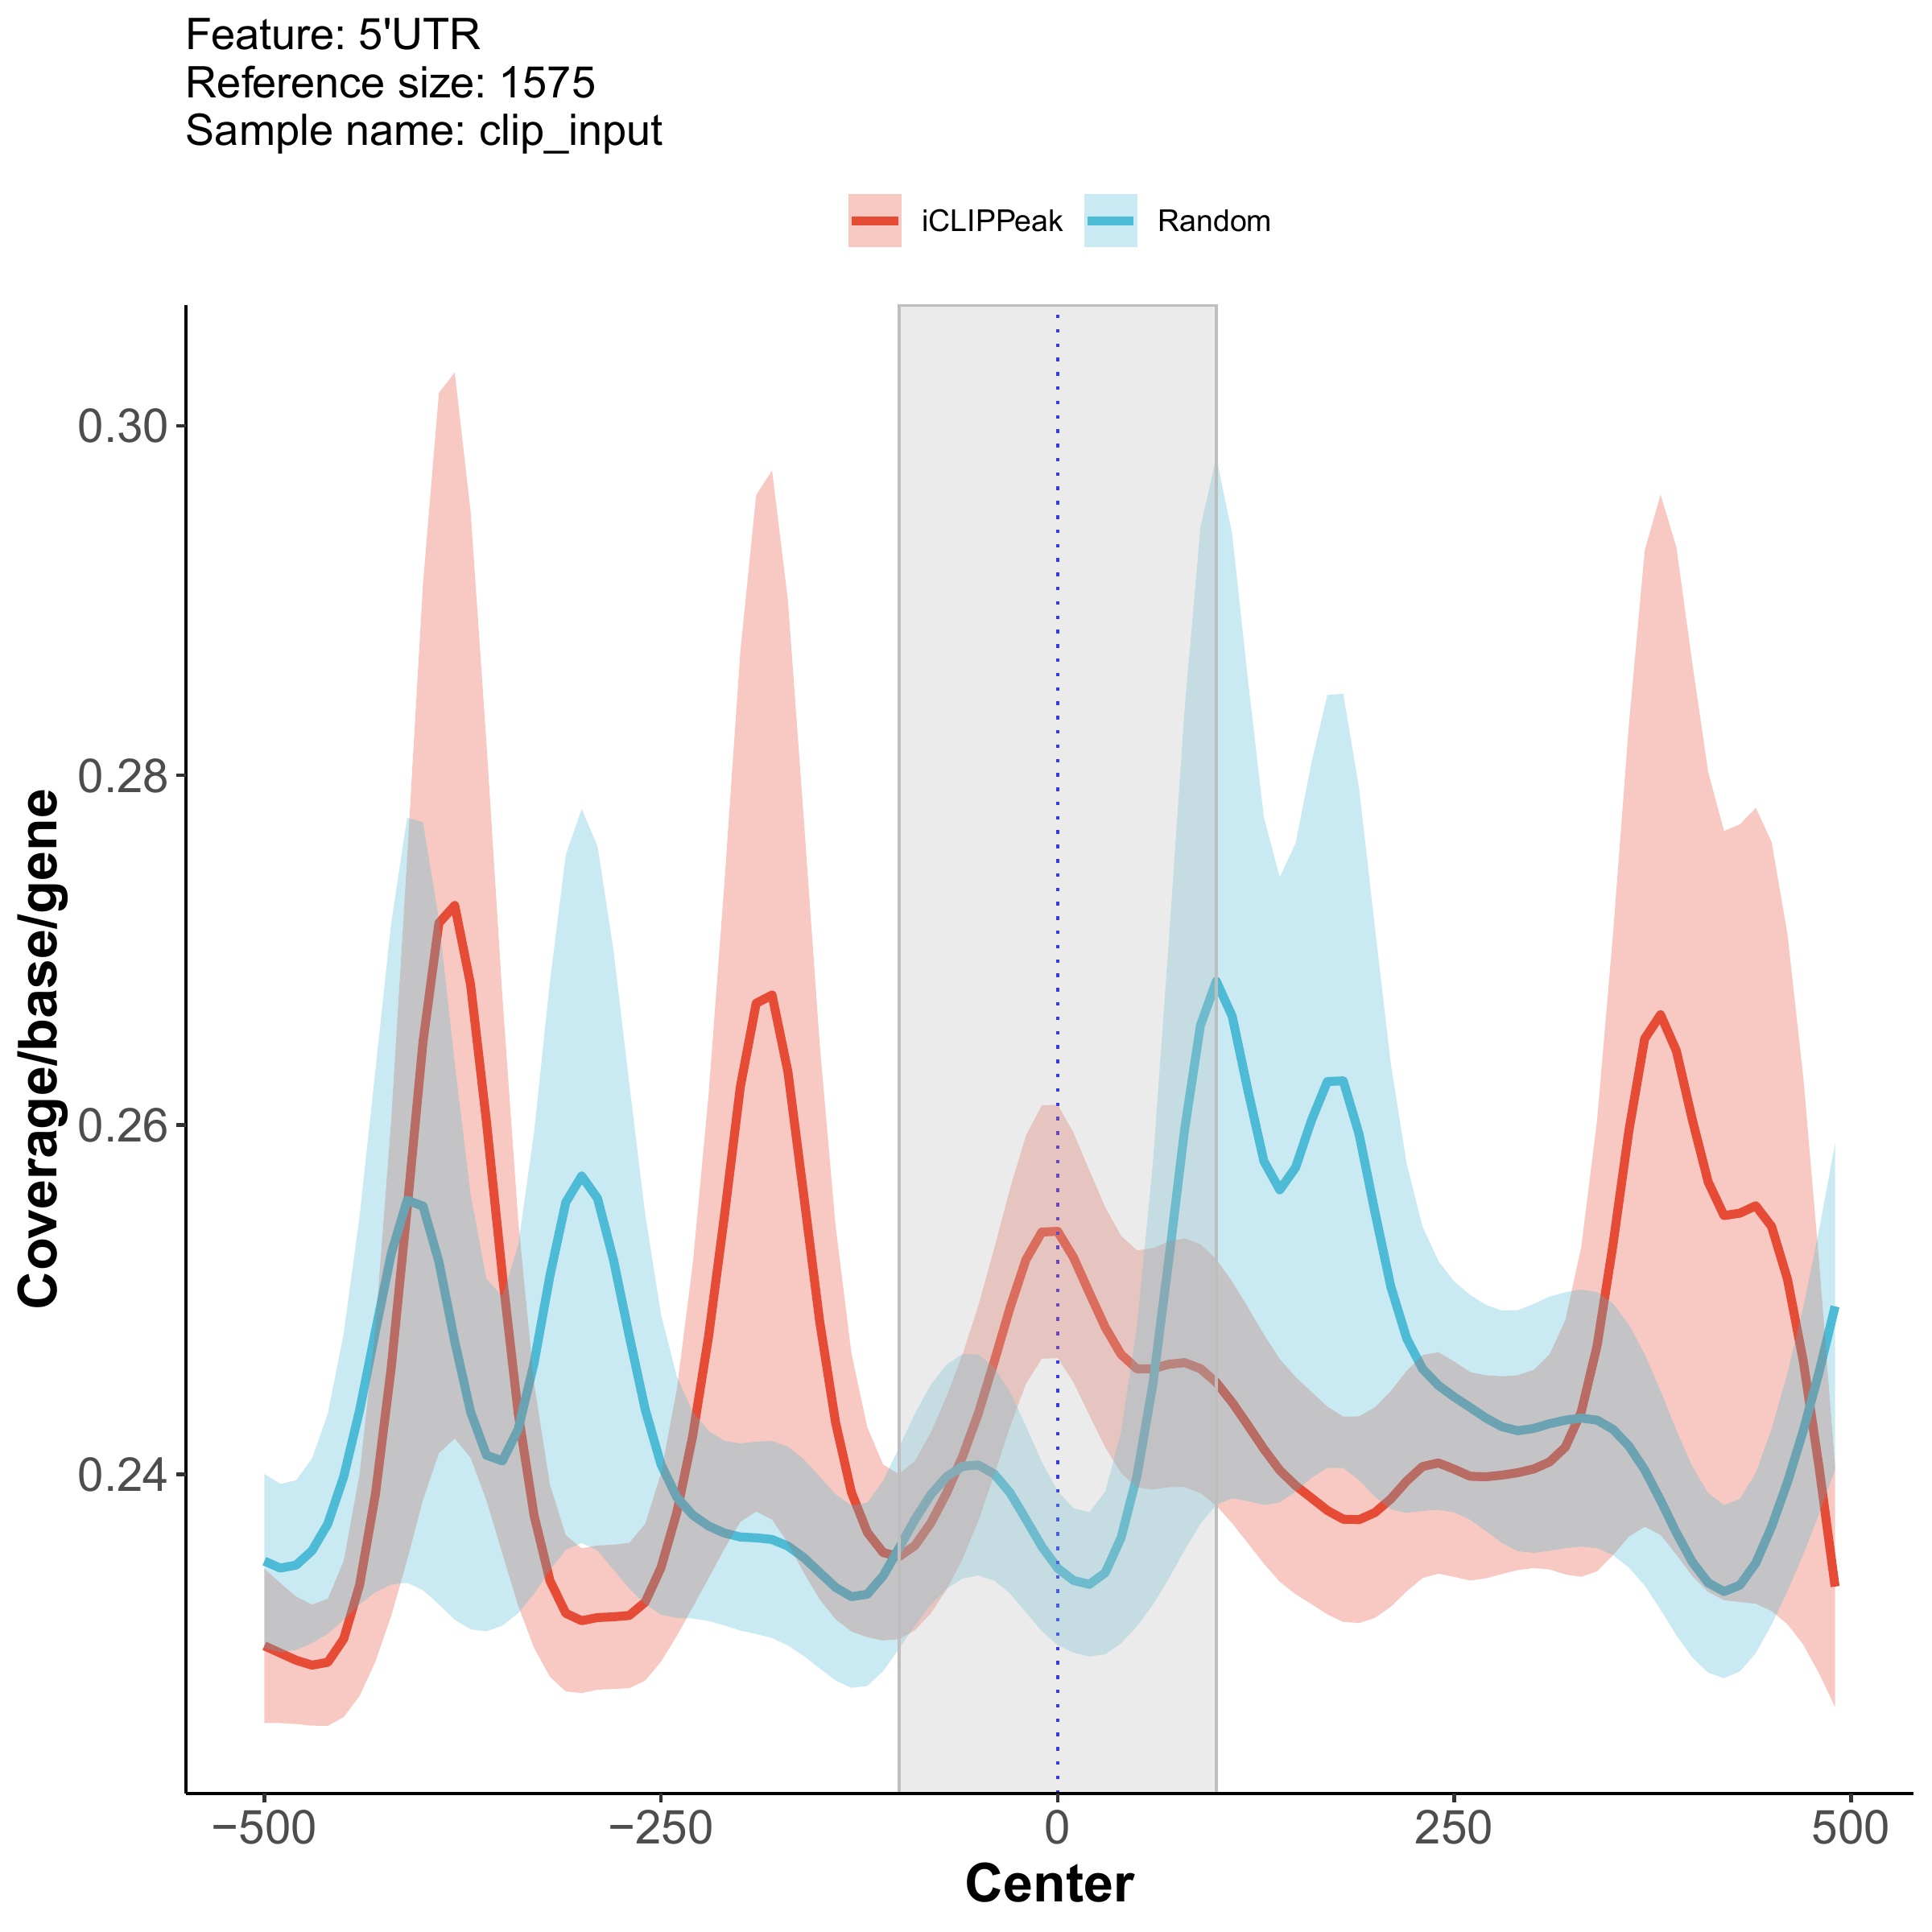 Feature: 5'UTR
Reference size: 1575
Sample name: clip_input
iCLIPPeak Random
Coverage/base/gene
0.30
0.28
0.26
0.24
−500 −250 0 250 500
Center